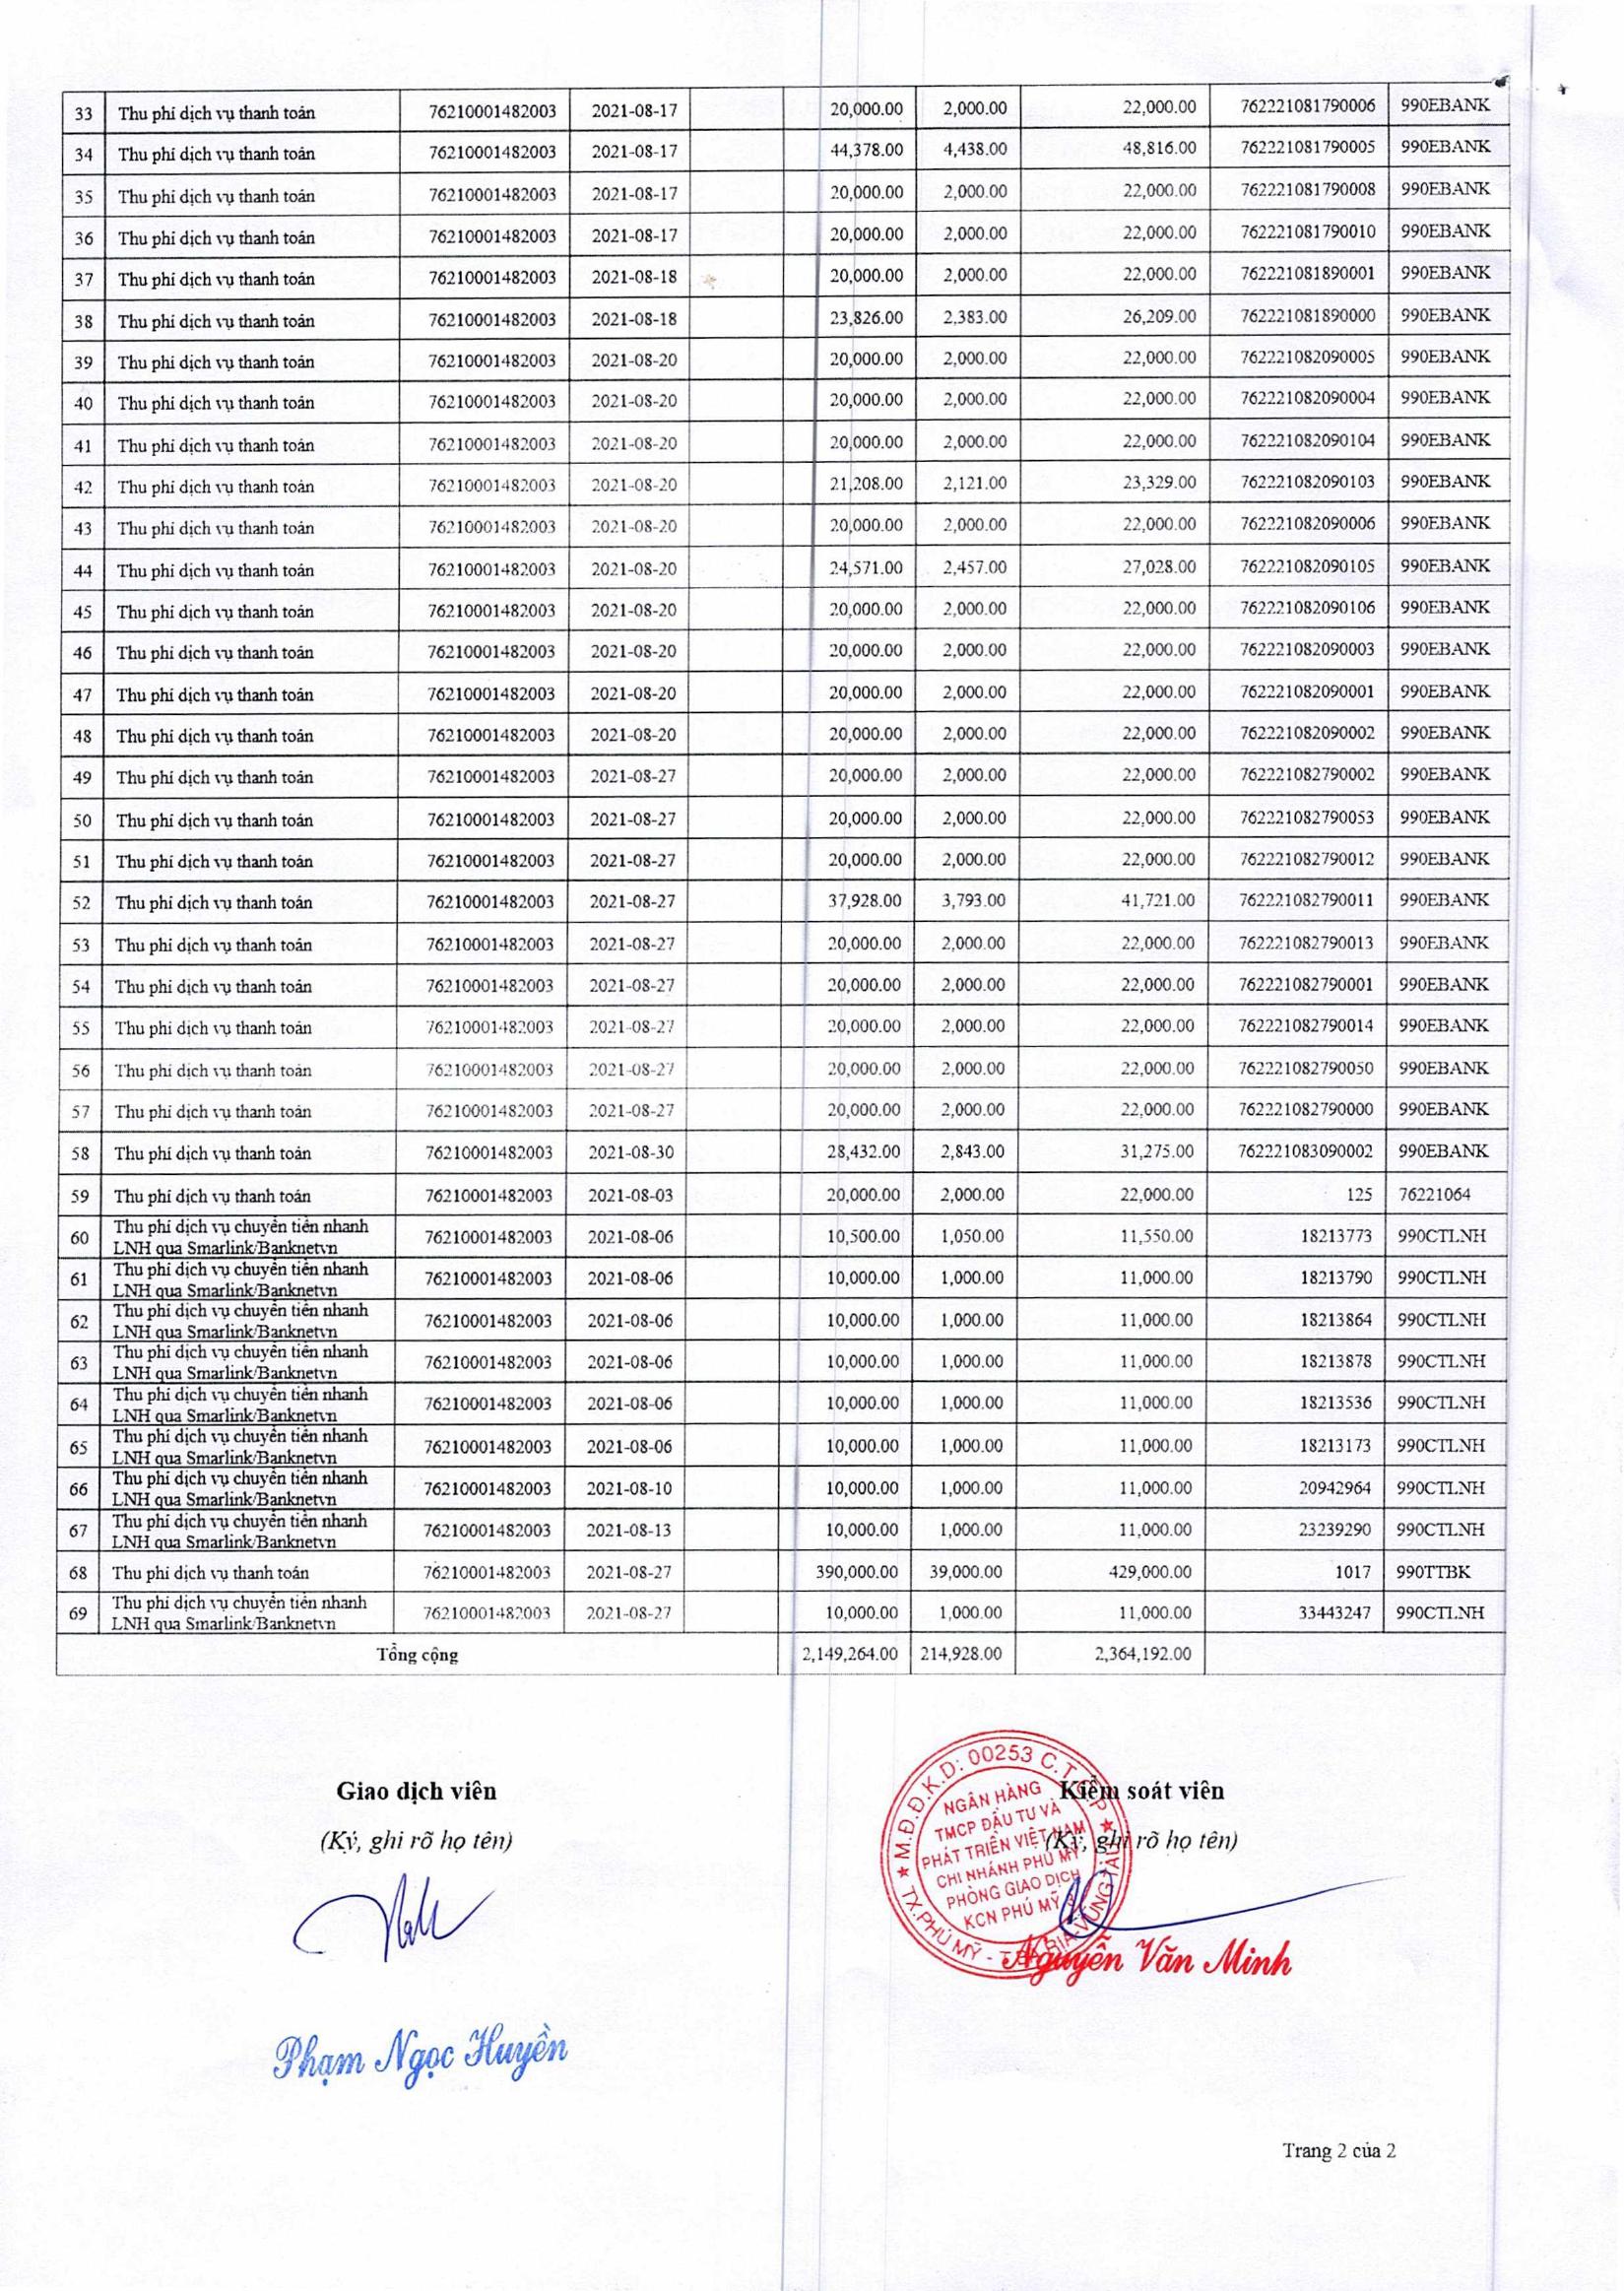 33 Thu phí dịch vụ thanh toán 76210001482003 2021-08-17 20,000.00 2,000.00 22,000.00 762221081790006 990EBANK
34 Thu phí dịch vụ thanh toán 76210001482003 2021-08-17 44,378.00 4,438.00 48,816.00 762221081790005 990EBANK
35 Thu phí dịch vụ thanh toán 76210001482003 2021-08-17 20,000.00 2,000.00 22,000.00 762221081790008 990EBANK
36 Thu phí dịch vụ thanh toán 76210001482003 2021-08-17 20,000.00 2,000.00 22,000.00 762221081790010 990EBANK
37 Thu phí dịch vụ thanh toán 76210001482003 2021-08-18 20,000.00 2,000.00 22,000.00 762221081890001 990EBANK
38 Thu phí dịch vụ thanh toán 76210001482003 2021-08-18 23,826.00 2,383.00 26,209.00 762221081890000 990EBANK
39 Thu phí dịch vụ thanh toán 76210001482003 2021-08-20 20,000.00 2,000.00 22,000.00 762221082090005 990EBANK
40 Thu phí dịch vụ thanh toán 76210001482003 2021-08-20 20,000.00 2,000.00 22,000.00 762221082090004 990EBANK
41 Thu phí dịch vụ thanh toán 76210001482003 2021-08-20 20,000.00 2,000.00 22,000.00 762221082090104 990EBANK
42 Thu phí dịch vụ thanh toán 76210001482003 2021-08-20 21,208.00 2,121.00 23,329.00 762221082090103 990EBANK
43 Thu phí dịch vụ thanh toán 76210001482003 2021-08-20 20,000.00 2,000.00 22,000.00 762221082090006 990EBANK
44 Thu phí dịch vụ thanh toán 76210001482003 2021-08-20 24,571.00 2,457.00 27,028.00 762221082090105 990EBANK
45 Thu phí dịch vụ thanh toán 76210001482003 2021-08-20 20,000.00 2,000.00 22,000.00 762221082090106 990EBANK
46 Thu phí dịch vụ thanh toán 76210001482003 2021-08-20 20,000.00 2,000.00 22,000.00 762221082090003 990EBANK
47 Thu phí dịch vụ thanh toán 76210001482003 2021-08-20 20,000.00 2,000.00 22,000.00 762221082090001 990EBANK
48 Thu phí dịch vụ thanh toán 76210001482003 2021-08-20 20,000.00 2,000.00 22,000.00 762221082090002 990EBANK
49 Thu phí dịch vụ thanh toán 76210001482003 2021-08-27 20,000.00 2,000.00 22,000.00 762221082790002 990EBANK
50 Thu phí dịch vụ thanh toán 76210001482003 2021-08-27 20,000.00 2,000.00 22,000.00 762221082790053 990EBANK
51 Thu phí dịch vụ thanh toán 76210001482003 2021-08-27 20,000.00 2,000.00 22,000.00 762221082790012 990EBANK
52 Thu phí dịch vụ thanh toán 76210001482003 2021-08-27 37,928.00 3,793.00 41,721.00 762221082790011 990EBANK
53 Thu phí dịch vụ thanh toán 76210001482003 2021-08-27 20,000.00 2,000.00 22,000.00 762221082790013 990EBANK
54 Thu phí dịch vụ thanh toán 76210001482003 2021-08-27 20,000.00 2,000.00 22,000.00 762221082790001 990EBANK
55 Thu phí dịch vụ thanh toán 76210001482003 2021-08-27 20,000.00 2,000.00 22,000.00 762221082790014 990EBANK
56 Thu phí dịch vụ thanh toán 76210001482003 2021-08-27 20,000.00 2,000.00 22,000.00 762221082790050 990EBANK
57 Thu phí dịch vụ thanh toán 76210001482003 2021-08-27 20,000.00 2,000.00 22,000.00 762221082790000 990EBANK
58 Thu phí dịch vụ thanh toán 76210001482003 2021-08-30 28,432.00 2,843.00 31,275.00 762221083090002 990EBANK
59 Thu phí dịch vụ thanh toán 76210001482003 2021-08-03 20,000.00 2,000.00 22,000.00 125 76221064
60 Thu phí dịch vụ chuyển tiền nhanh
LNH qua Smarlink/Banknetvn 76210001482003 2021-08-06 10,500.00 1,050.00 11,550.00 18213773 990CTLNH
61 Thu phí dịch vụ chuyển tiền nhanh
LNH qua Smarlink/Banknetvn 76210001482003 2021-08-06 10,000.00 1,000.00 11,000.00 18213790 990CTLNH
62 Thu phí dịch vụ chuyển tiền nhanh
LNH qua Smarlink/Banknetvn 76210001482003 2021-08-06 10,000.00 1,000.00 11,000.00 18213864 990CTLNH
63 Thu phí dịch vụ chuyển tiền nhanh
LNH qua Smarlink/Banknetvn 76210001482003 2021-08-06 10,000.00 1,000.00 11,000.00 18213878 990CTLNH
64 Thu phí dịch vụ chuyển tiền nhanh
LNH qua Smarlink/Banknetvn 76210001482003 2021-08-06 10,000.00 1,000.00 11,000.00 18213536 990CTLNH
65 Thu phí dịch vụ chuyển tiền nhanh
LNH qua Smarlink/Banknetvn 76210001482003 2021-08-06 10,000.00 1,000.00 11,000.00 18213173 990CTLNH
66 Thu phí dịch vụ chuyển tiền nhanh
LNH qua Smarlink/Banknetvn 76210001482003 2021-08-10 10,000.00 1,000.00 11,000.00 20942964 990CTLNH
67 Thu phí dịch vụ chuyển tiền nhanh
LNH qua Smarlink/Banknetvn 76210001482003 2021-08-13 10,000.00 1,000.00 11,000.00 23239290 990CTLNH
68 Thu phí dịch vụ thanh toán 76210001482003 2021-08-27 390,000.00 39,000.00 429,000.00 1017 990TTBK
69 Thu phí dịch vụ chuyển tiền nhanh
LNH qua Smarlink/Banknetvn 76210001482003 2021-08-27 10,000.00 1,000.00 11,000.00 33443247 990CTLNH
Tổng cộng 2,149,264.00 214,928.00 2,364,192.00
Giao dịch viên
(Ký, ghi rõ họ tên)
Phạm Ngọc Huyền
Kiểm soát viên
(Ký, ghi rõ họ tên)
M.Đ.Đ.K.D: 00253 C.T.C.P
NGÂN HÀNG
TMCP ĐẦU TƯ VÀ
PHÁT TRIỂN VIỆT NAM
CHI NHÁNH PHÚ MỸ
PHÒNG GIAO DỊCH
KCN PHÚ MỸ 3
TX.PHÚ MỸ - T. BÀ RỊA VŨNG TÀU
Nguyễn Văn Minh
Trang 2 của 2